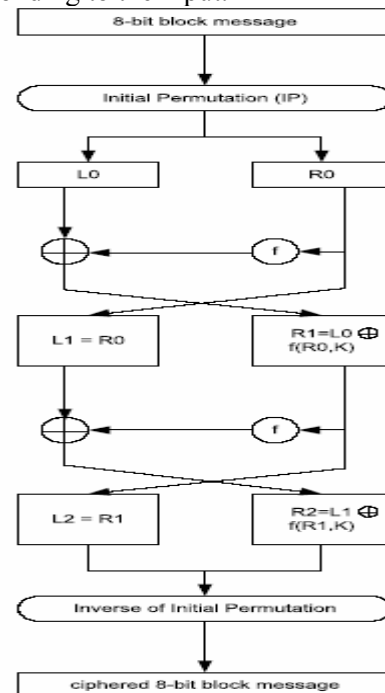 8-bit block message
Initial Permutation (IP)
L0
R0
f
L1 = R0
R1=L0 ⊕
f(R0,K)
f
L2 = R1
R2=L1 ⊕
f(R1,K)
Inverse of Initial Permutation
ciphered 8-bit block message